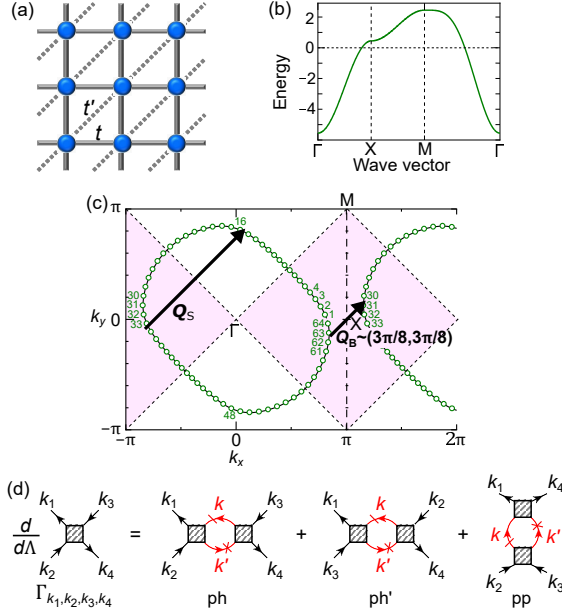 (a)
t'
t
(b)
Energy
2
0
−2
−4
Γ X M Γ
Wave vector
(c)
M
π
k_y 0
−π
−π 0 π 2π
k_x
16
4
3
2
1
64
63
62
61
30
31
32
33
48
30
31
32
33
Q_S
Γ
X
Q_B~(3π/8,3π/8)
(d)
d/dΛ
k_1 k_3
k_2 k_4
Γ_{k_1,k_2,k_3,k_4}
=
k_1 k k_3
k_2 k' k_4
ph
+
k_1 k k_2
k_3 k' k_4
ph'
+
k_1 k_4
k k'
k_2 k_3
pp